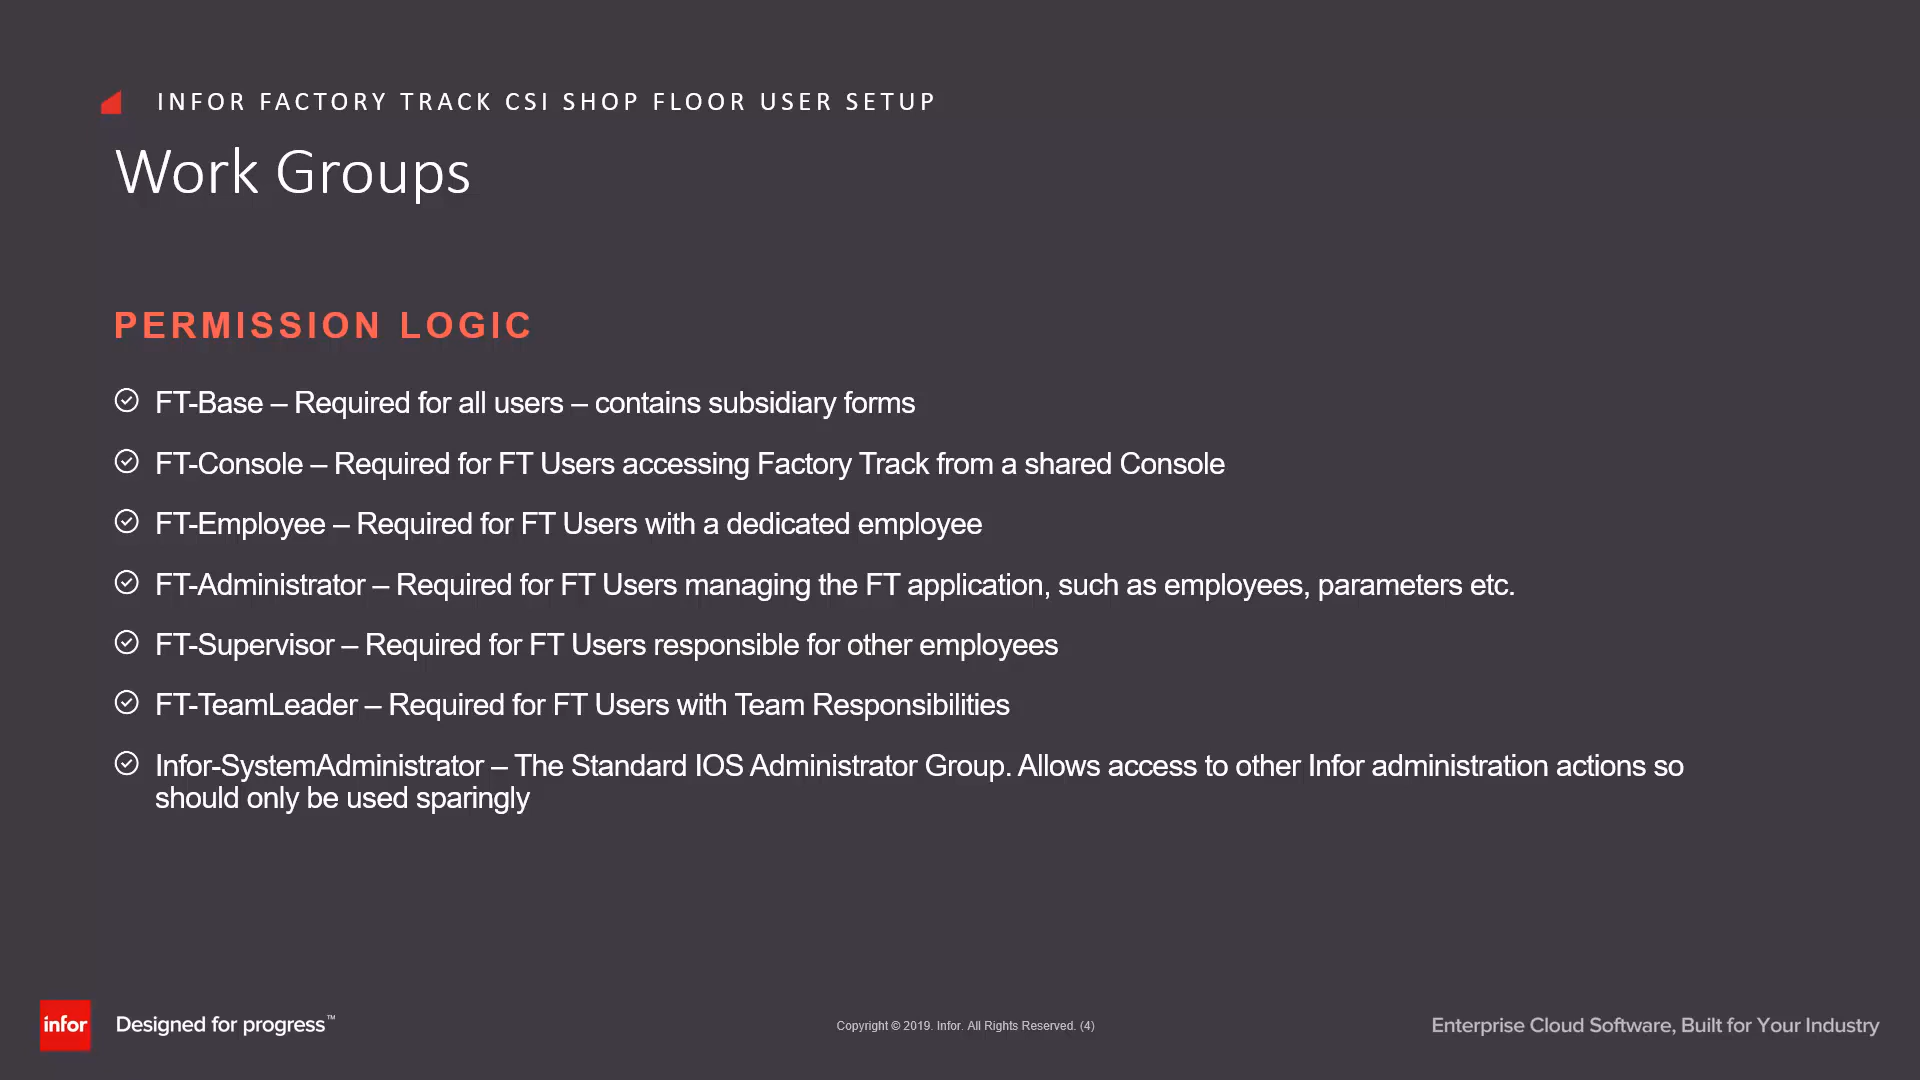 INFOR FACTORY TRACK CSI SHOP FLOOR USER SETUP
Work Groups
PERMISSION LOGIC
FT-Base – Required for all users – contains subsidiary forms
FT-Console – Required for FT Users accessing Factory Track from a shared Console
FT-Employee – Required for FT Users with a dedicated employee
FT-Administrator – Required for FT Users managing the FT application, such as employees, parameters etc.
FT-Supervisor – Required for FT Users responsible for other employees
FT-TeamLeader – Required for FT Users with Team Responsibilities
Infor-SystemAdministrator – The Standard IOS Administrator Group. Allows access to other Infor administration actions so
should only be used sparingly
infor
Designed for progress™
Copyright © 2019. Infor. All Rights Reserved. (4)
Enterprise Cloud Software, Built for Your Industry